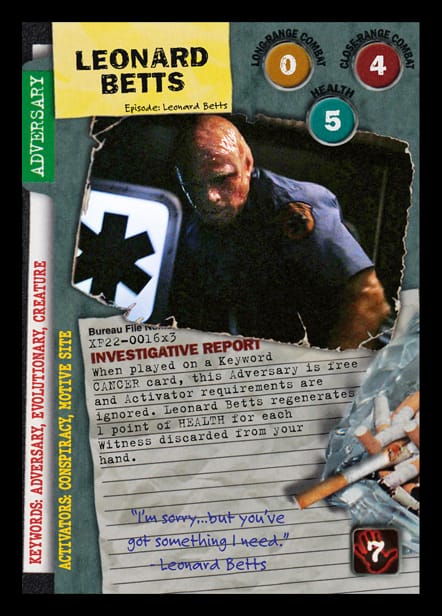 LEONARD
BETTS
Episode: Leonard Betts
LONG-RANGE COMBAT
0
CLOSE-RANGE COMBAT
4
HEALTH
5
ADVERSARY
KEYWORDS: ADVERSARY, EVOLUTIONARY, CREATURE
ACTIVATORS: CONSPIRACY, MOTIVE SITE
Bureau File
XF22-0016x3
INVESTIGATIVE REPORT
When played on a Keyword
CANCER card, this Adversary is free
and Activator requirements are
ignored. Leonard Betts regenerates
1 point of HEALTH for each
Witness discarded from your
hand.
"I'm sorry...but you've
got something I need."
- Leonard Betts
7